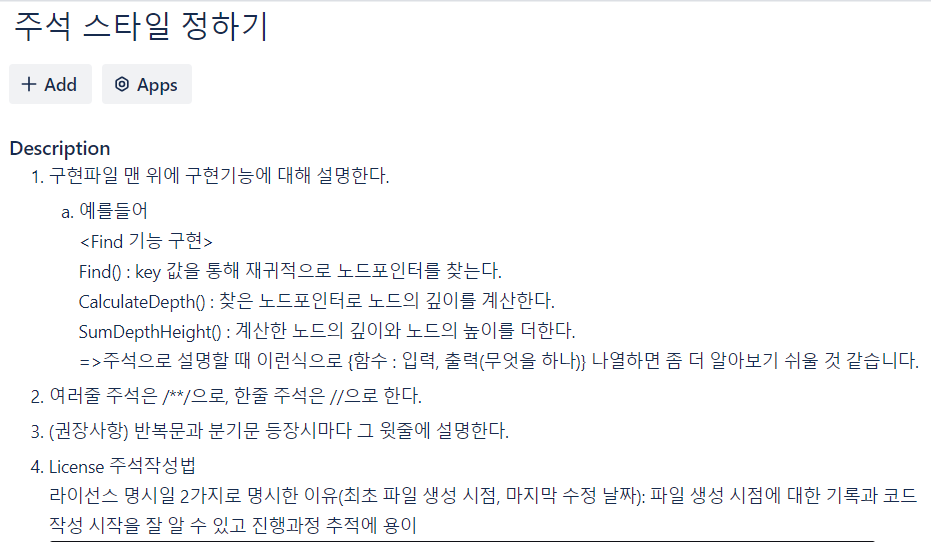 주석 스타일 정하기
+ Add
Apps
Description
1. 구현파일 맨 위에 구현기능에 대해 설명한다.
a. 예를들어
<Find 기능 구현>
Find() : key 값을 통해 재귀적으로 노드포인터를 찾는다.
CalculateDepth() : 찾은 노드포인터로 노드의 깊이를 계산한다.
SumDepthHeight() : 계산한 노드의 깊이와 노드의 높이를 더한다.
=>주석으로 설명할 때 이런식으로 {함수 : 입력, 출력(무엇을 하나)} 나열하면 좀 더 알아보기 쉬울 것 같습니다.
2. 여러줄 주석은 /**/으로, 한줄 주석은 //으로 한다.
3. (권장사항) 반복문과 분기문 등장시마다 그 윗줄에 설명한다.
4. License 주석작성법
라이선스 명시일 2가지로 명시한 이유(최초 파일 생성 시점, 마지막 수정 날짜): 파일 생성 시점에 대한 기록과 코드
작성 시작을 잘 알 수 있고 진행과정 추적에 용이